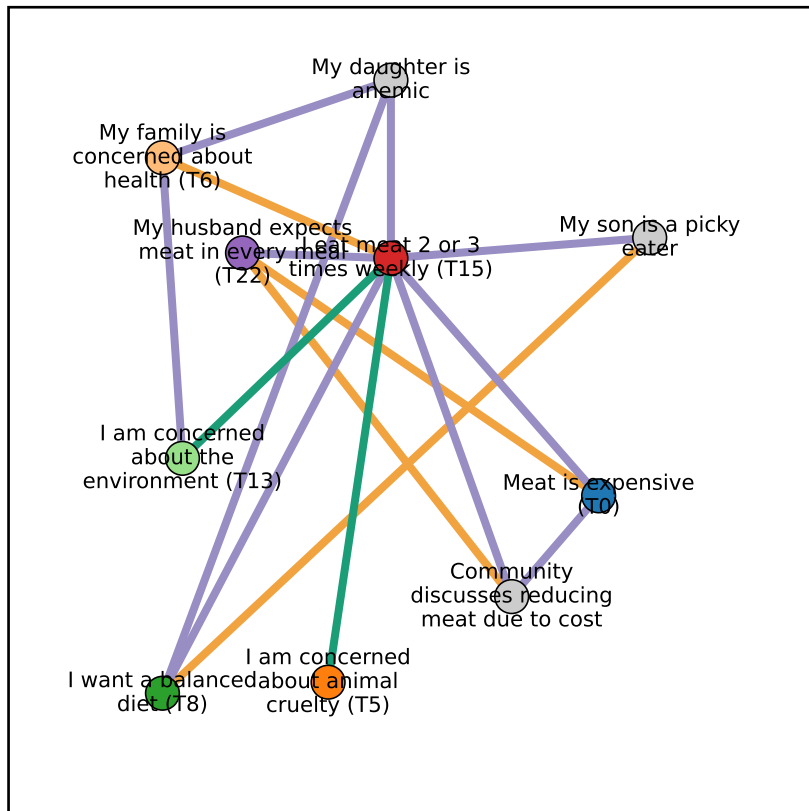 My daughter is
anemic
My family is
concerned about
health (T6)
My husband expects
meat in every meal
(T22)
I eat meat 2 or 3
times weekly (T15)
My son is a picky
eater
I am concerned
about the
environment (T13)
Meat is expensive
(T0)
Community
discusses reducing
meat due to cost
I want a balanced
diet (T8)
I am concerned
about animal
cruelty (T5)